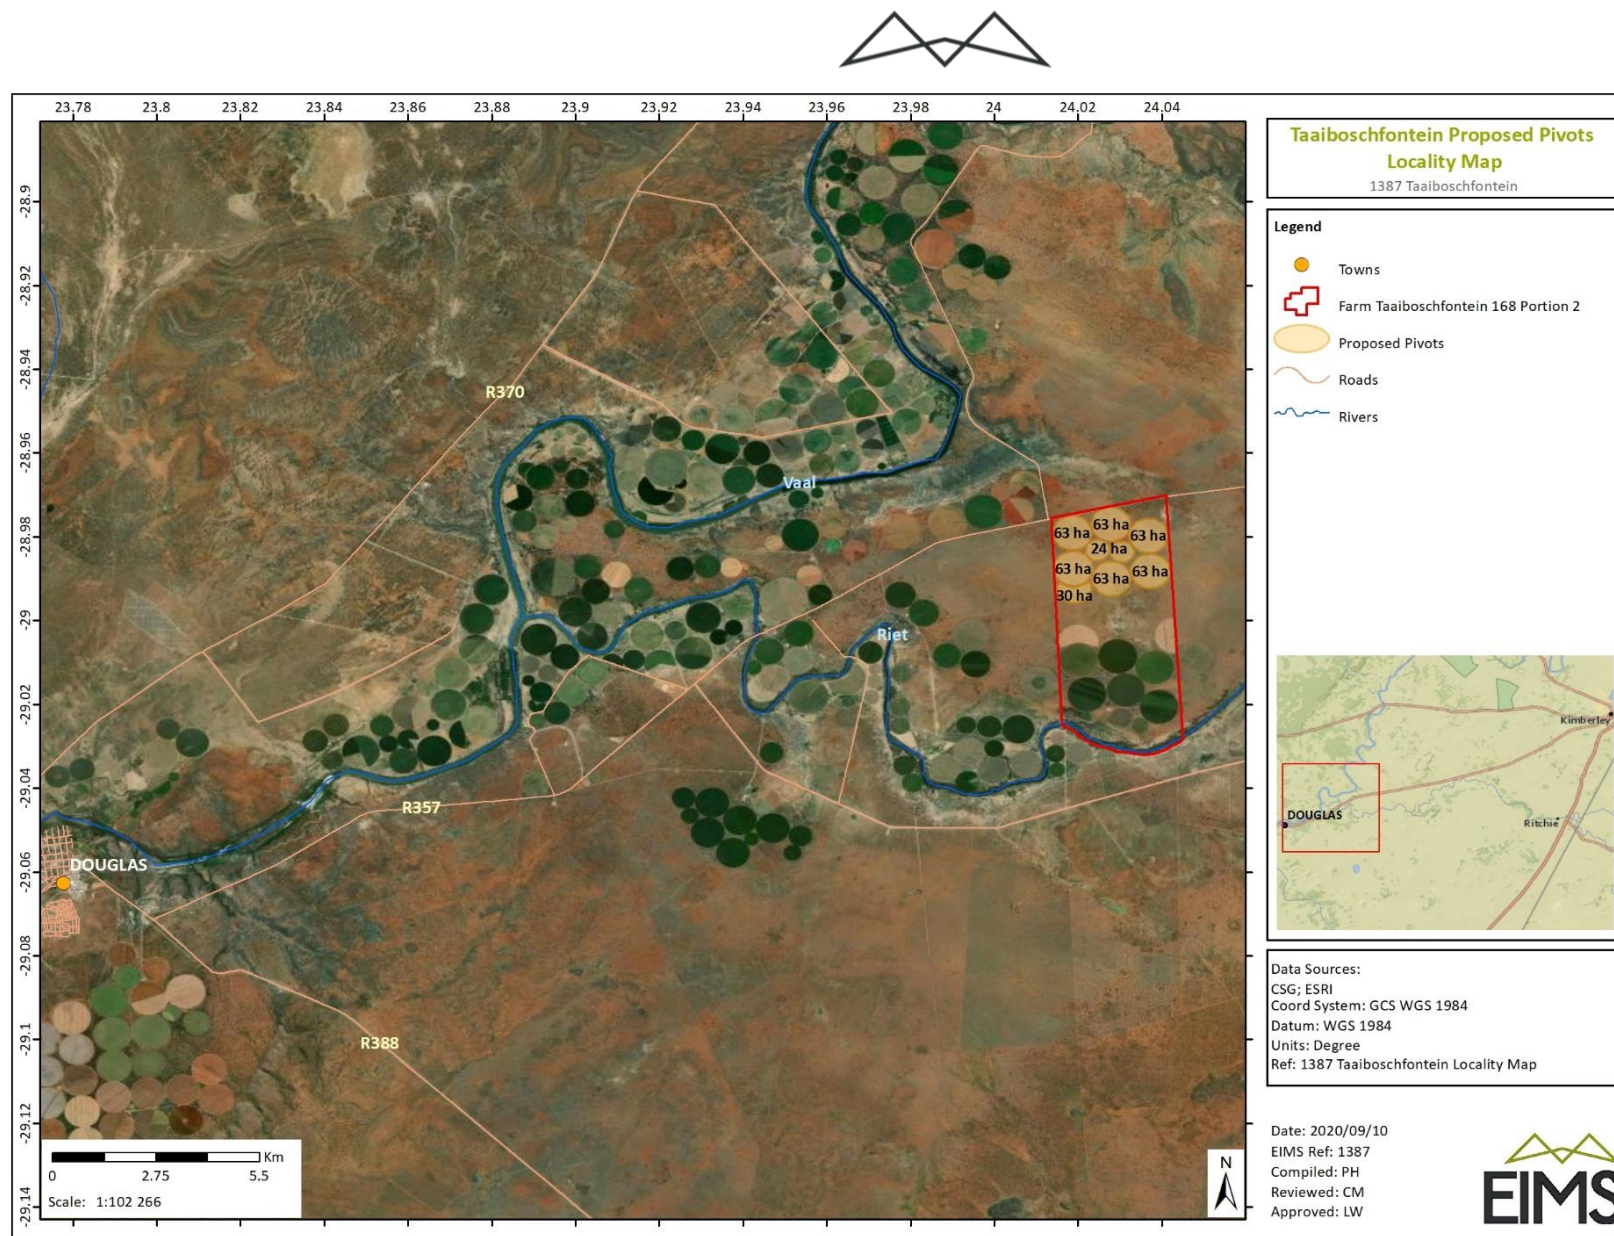 23.78 23.8 23.82 23.84 23.86 23.88 23.9 23.92 23.94 23.96 23.98 24 24.02 24.04
-28.9
-28.92
-28.94
-28.96
-28.98
-29
-29.02
-29.04
-29.06
-29.08
-29.1
-29.12
-29.14
R370
Vaal
63 ha
63 ha
63 ha
24 ha
63 ha
63 ha
63 ha
30 ha
Riet
R357
DOUGLAS
R388
Km
0 2.75 5.5
Scale: 1:102 266
N
Taaiboschfontein Proposed Pivots
Locality Map
1387 Taaiboschfontein
Legend
Towns
Farm Taaiboschfontein 168 Portion 2
Proposed Pivots
Roads
Rivers
Kimberley
DOUGLAS
Ritchie
Data Sources:
CSG; ESRI
Coord System: GCS WGS 1984
Datum: WGS 1984
Units: Degree
Ref: 1387 Taaiboschfontein Locality Map
Date: 2020/09/10
EIMS Ref: 1387
Compiled: PH
Reviewed: CM
Approved: LW
EIMS